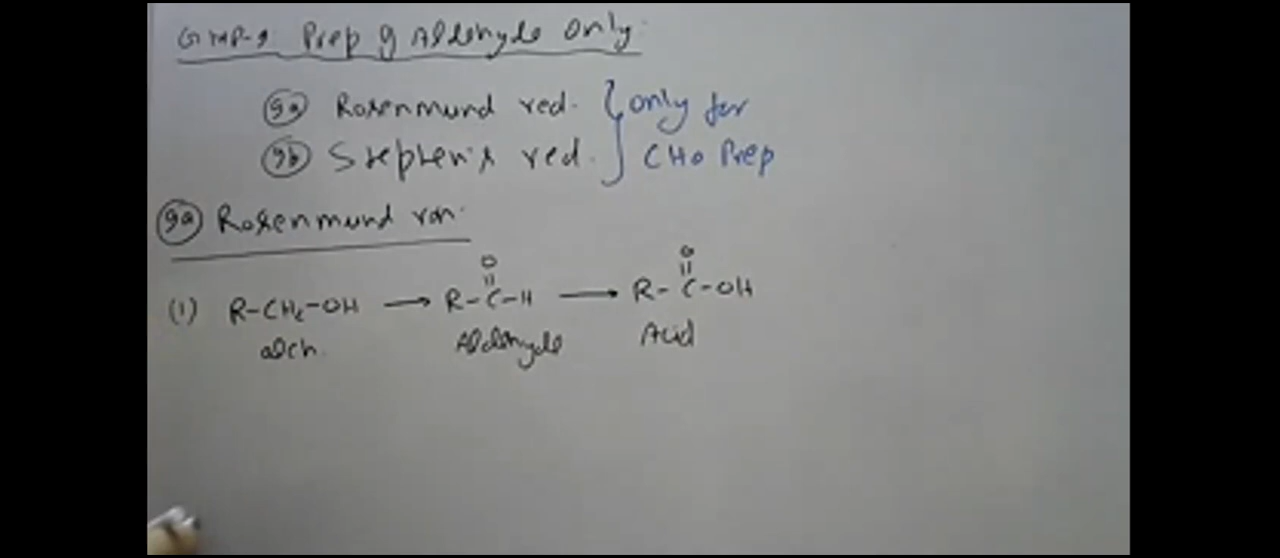 GMP-9 Prep of Aldehyde Only.
9a Rosenmund red. } only for
9b Stephen's red. } CHO Prep
9a Rosenmund rxn.
O O
|| ||
(1) R-CH₂-OH → R-C-H → R-C-OH
alch. Aldehyde Acid